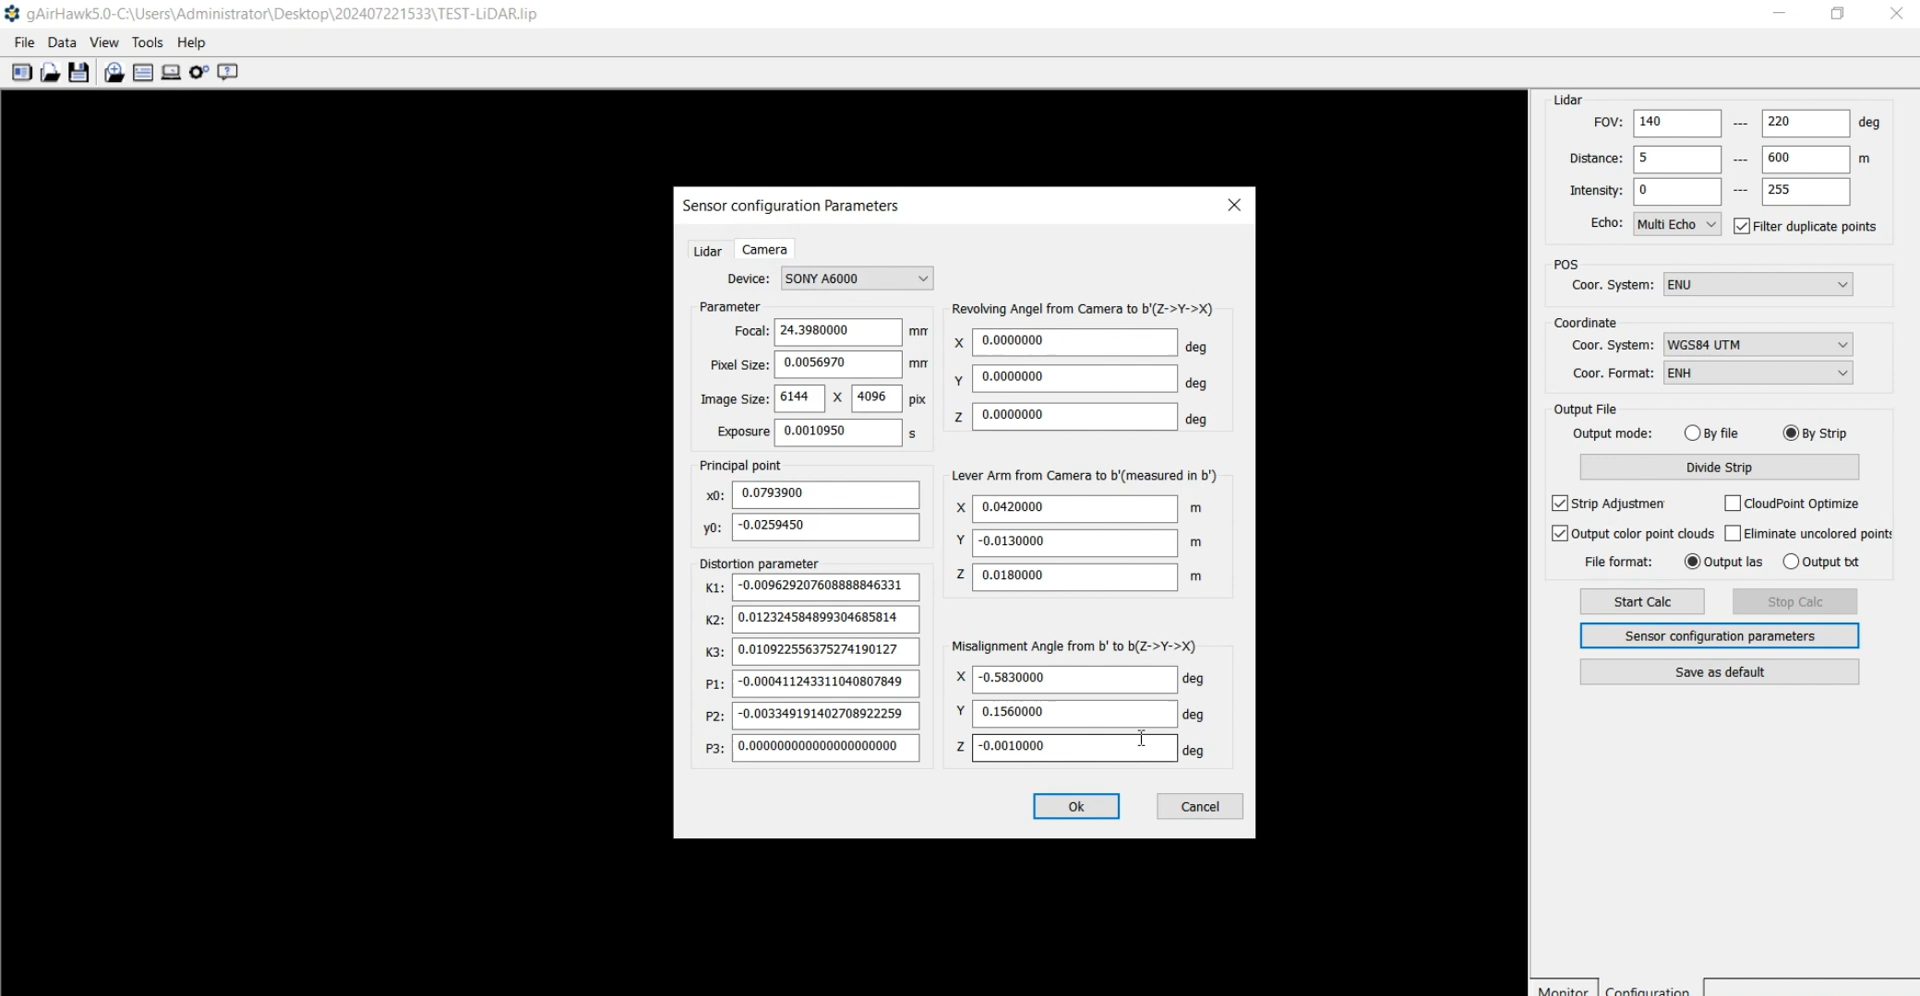 gAirHawk5.0-C:\Users\Administrator\Desktop\202407221533\TEST-LiDAR.lip
File Data View Tools Help
Sensor configuration Parameters
Lidar Camera
Device: SONY A6000
Parameter
Focal: 24.3980000 mm
Pixel Size: 0.0056970 mm
Image Size: 6144 X 4096 pix
Exposure 0.0010950 s
Principal point
x0: 0.0793900
y0: -0.0259450
Distortion parameter
K1: -0.009629207608888846331
K2: 0.012324584899304685814
K3: 0.010922556375274190127
P1: -0.000411243311040807849
P2: -0.003349191402708922259
P3: 0.000000000000000000000
Revolving Angel from Camera to b'(Z->Y->X)
X 0.0000000 deg
Y 0.0000000 deg
Z 0.0000000 deg
Lever Arm from Camera to b'(measured in b')
X 0.0420000 m
Y -0.0130000 m
Z 0.0180000 m
Misalignment Angle from b' to b(Z->Y->X)
X -0.5830000 deg
Y 0.1560000 deg
Z -0.0010000 deg
Ok Cancel
Lidar
FOV: 140 --- 220 deg
Distance: 5 --- 600 m
Intensity: 0 --- 255
Echo: Multi Echo Filter duplicate points
POS
Coor. System: ENU
Coordinate
Coor. System: WGS84 UTM
Coor. Format: ENH
Output File
Output mode: By file By Strip
Divide Strip
Strip Adjustmen CloudPoint Optimize
Output color point clouds Eliminate uncolored points
File format: Output las Output txt
Start Calc Stop Calc
Sensor configuration parameters
Save as default
Monitor Configuration